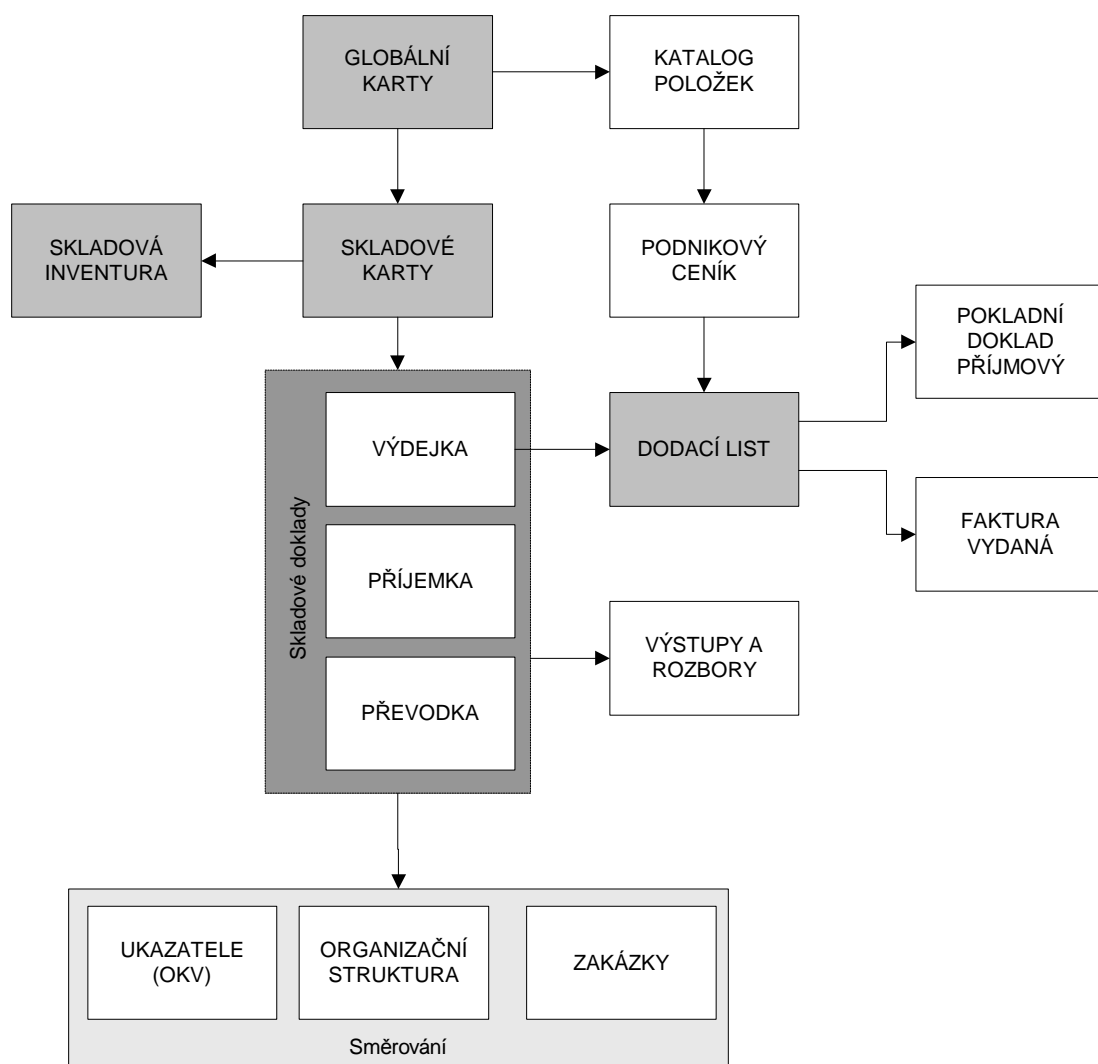 GLOBÁLNÍ
KARTY
KATALOG
POLOŽEK
SKLADOVÁ
INVENTURA
SKLADOVÉ
KARTY
PODNIKOVÝ
CENÍK
POKLADNÍ
DOKLAD
PŘÍJMOVÝ
Skladové doklady
VÝDEJKA
DODACÍ LIST
FAKTURA
VYDANÁ
PŘÍJEMKA
VÝSTUPY A
ROZBORY
PŘEVODKA
UKAZATELE
(OKV)
ORGANIZAČNÍ
STRUKTURA
ZAKÁZKY
Směrování